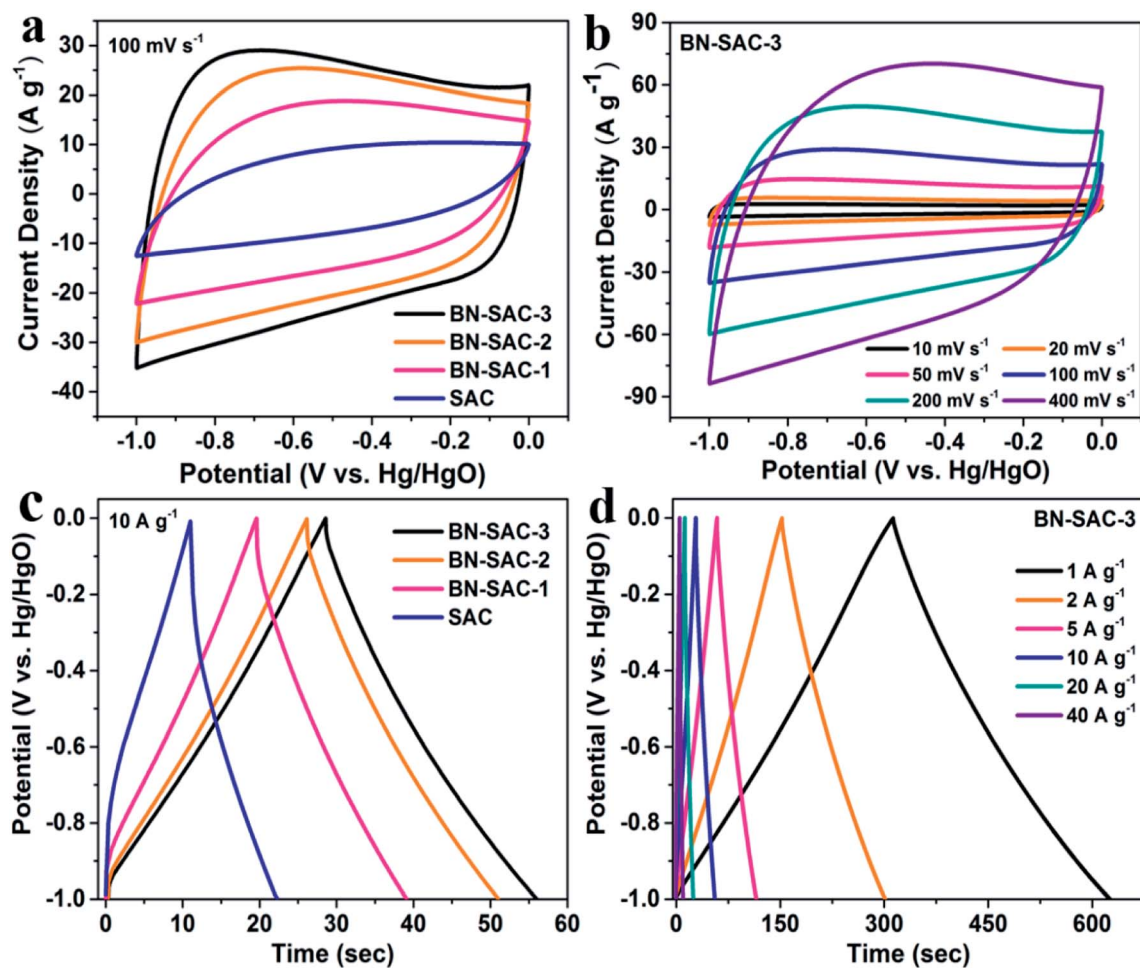 a
100 mV s⁻¹
Current Density (A g⁻¹)
30
20
10
0
-10
-20
-30
-40
BN-SAC-3
BN-SAC-2
BN-SAC-1
SAC
-1.0 -0.8 -0.6 -0.4 -0.2 0.0
Potential (V vs. Hg/HgO)
b
BN-SAC-3
Current Density (A g⁻¹)
90
60
30
0
-30
-60
-90
10 mV s⁻¹ 20 mV s⁻¹
50 mV s⁻¹ 100 mV s⁻¹
200 mV s⁻¹ 400 mV s⁻¹
-1.0 -0.8 -0.6 -0.4 -0.2 0.0
Potential (V vs. Hg/HgO)
c
10 A g⁻¹
Potential (V vs. Hg/HgO)
0.0
-0.2
-0.4
-0.6
-0.8
-1.0
BN-SAC-3
BN-SAC-2
BN-SAC-1
SAC
0 10 20 30 40 50 60
Time (sec)
d
BN-SAC-3
Potential (V vs. Hg/HgO)
0.0
-0.2
-0.4
-0.6
-0.8
-1.0
1 A g⁻¹
2 A g⁻¹
5 A g⁻¹
10 A g⁻¹
20 A g⁻¹
40 A g⁻¹
0 150 300 450 600
Time (sec)